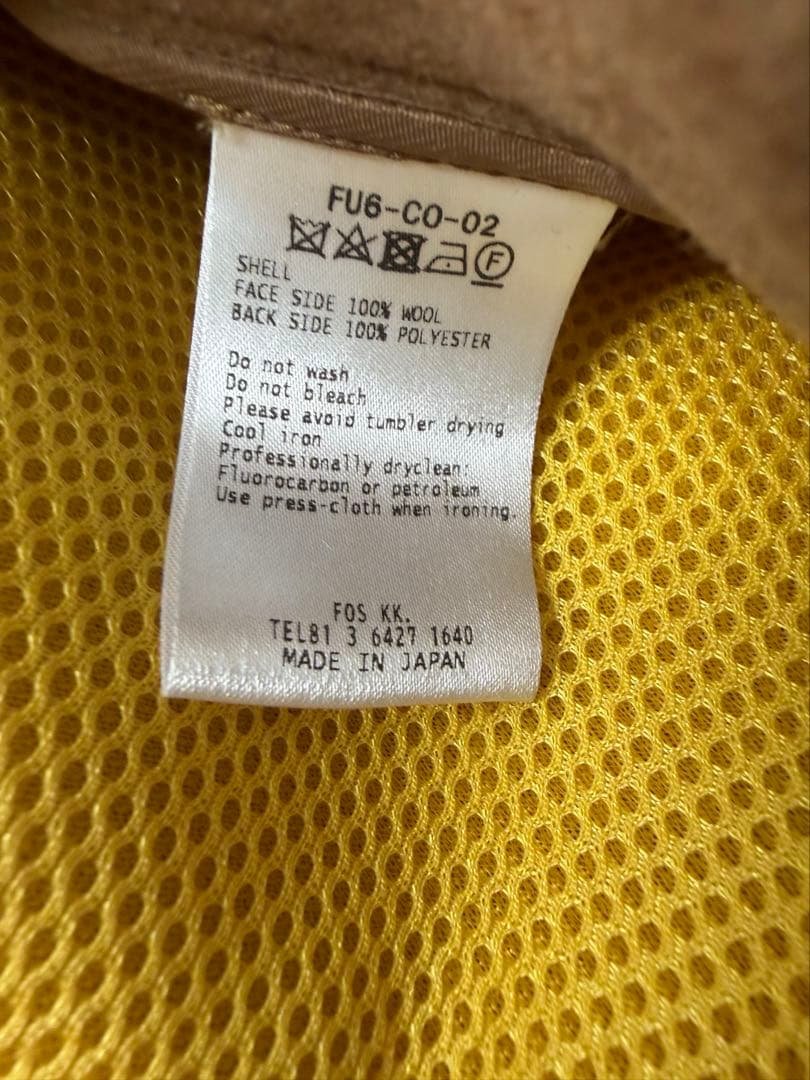 FU6-CO-02
F
SHELL
FACE SIDE 100% WOOL
BACK SIDE 100% POLYESTER
Do not wash
Do not bleach
Please avoid tumbler drying
Cool iron
Professionally dryclean:
Fluorocarbon or petroleum
Use press-cloth when ironing.
FOS KK.
TEL81 3 6427 1640
MADE IN JAPAN